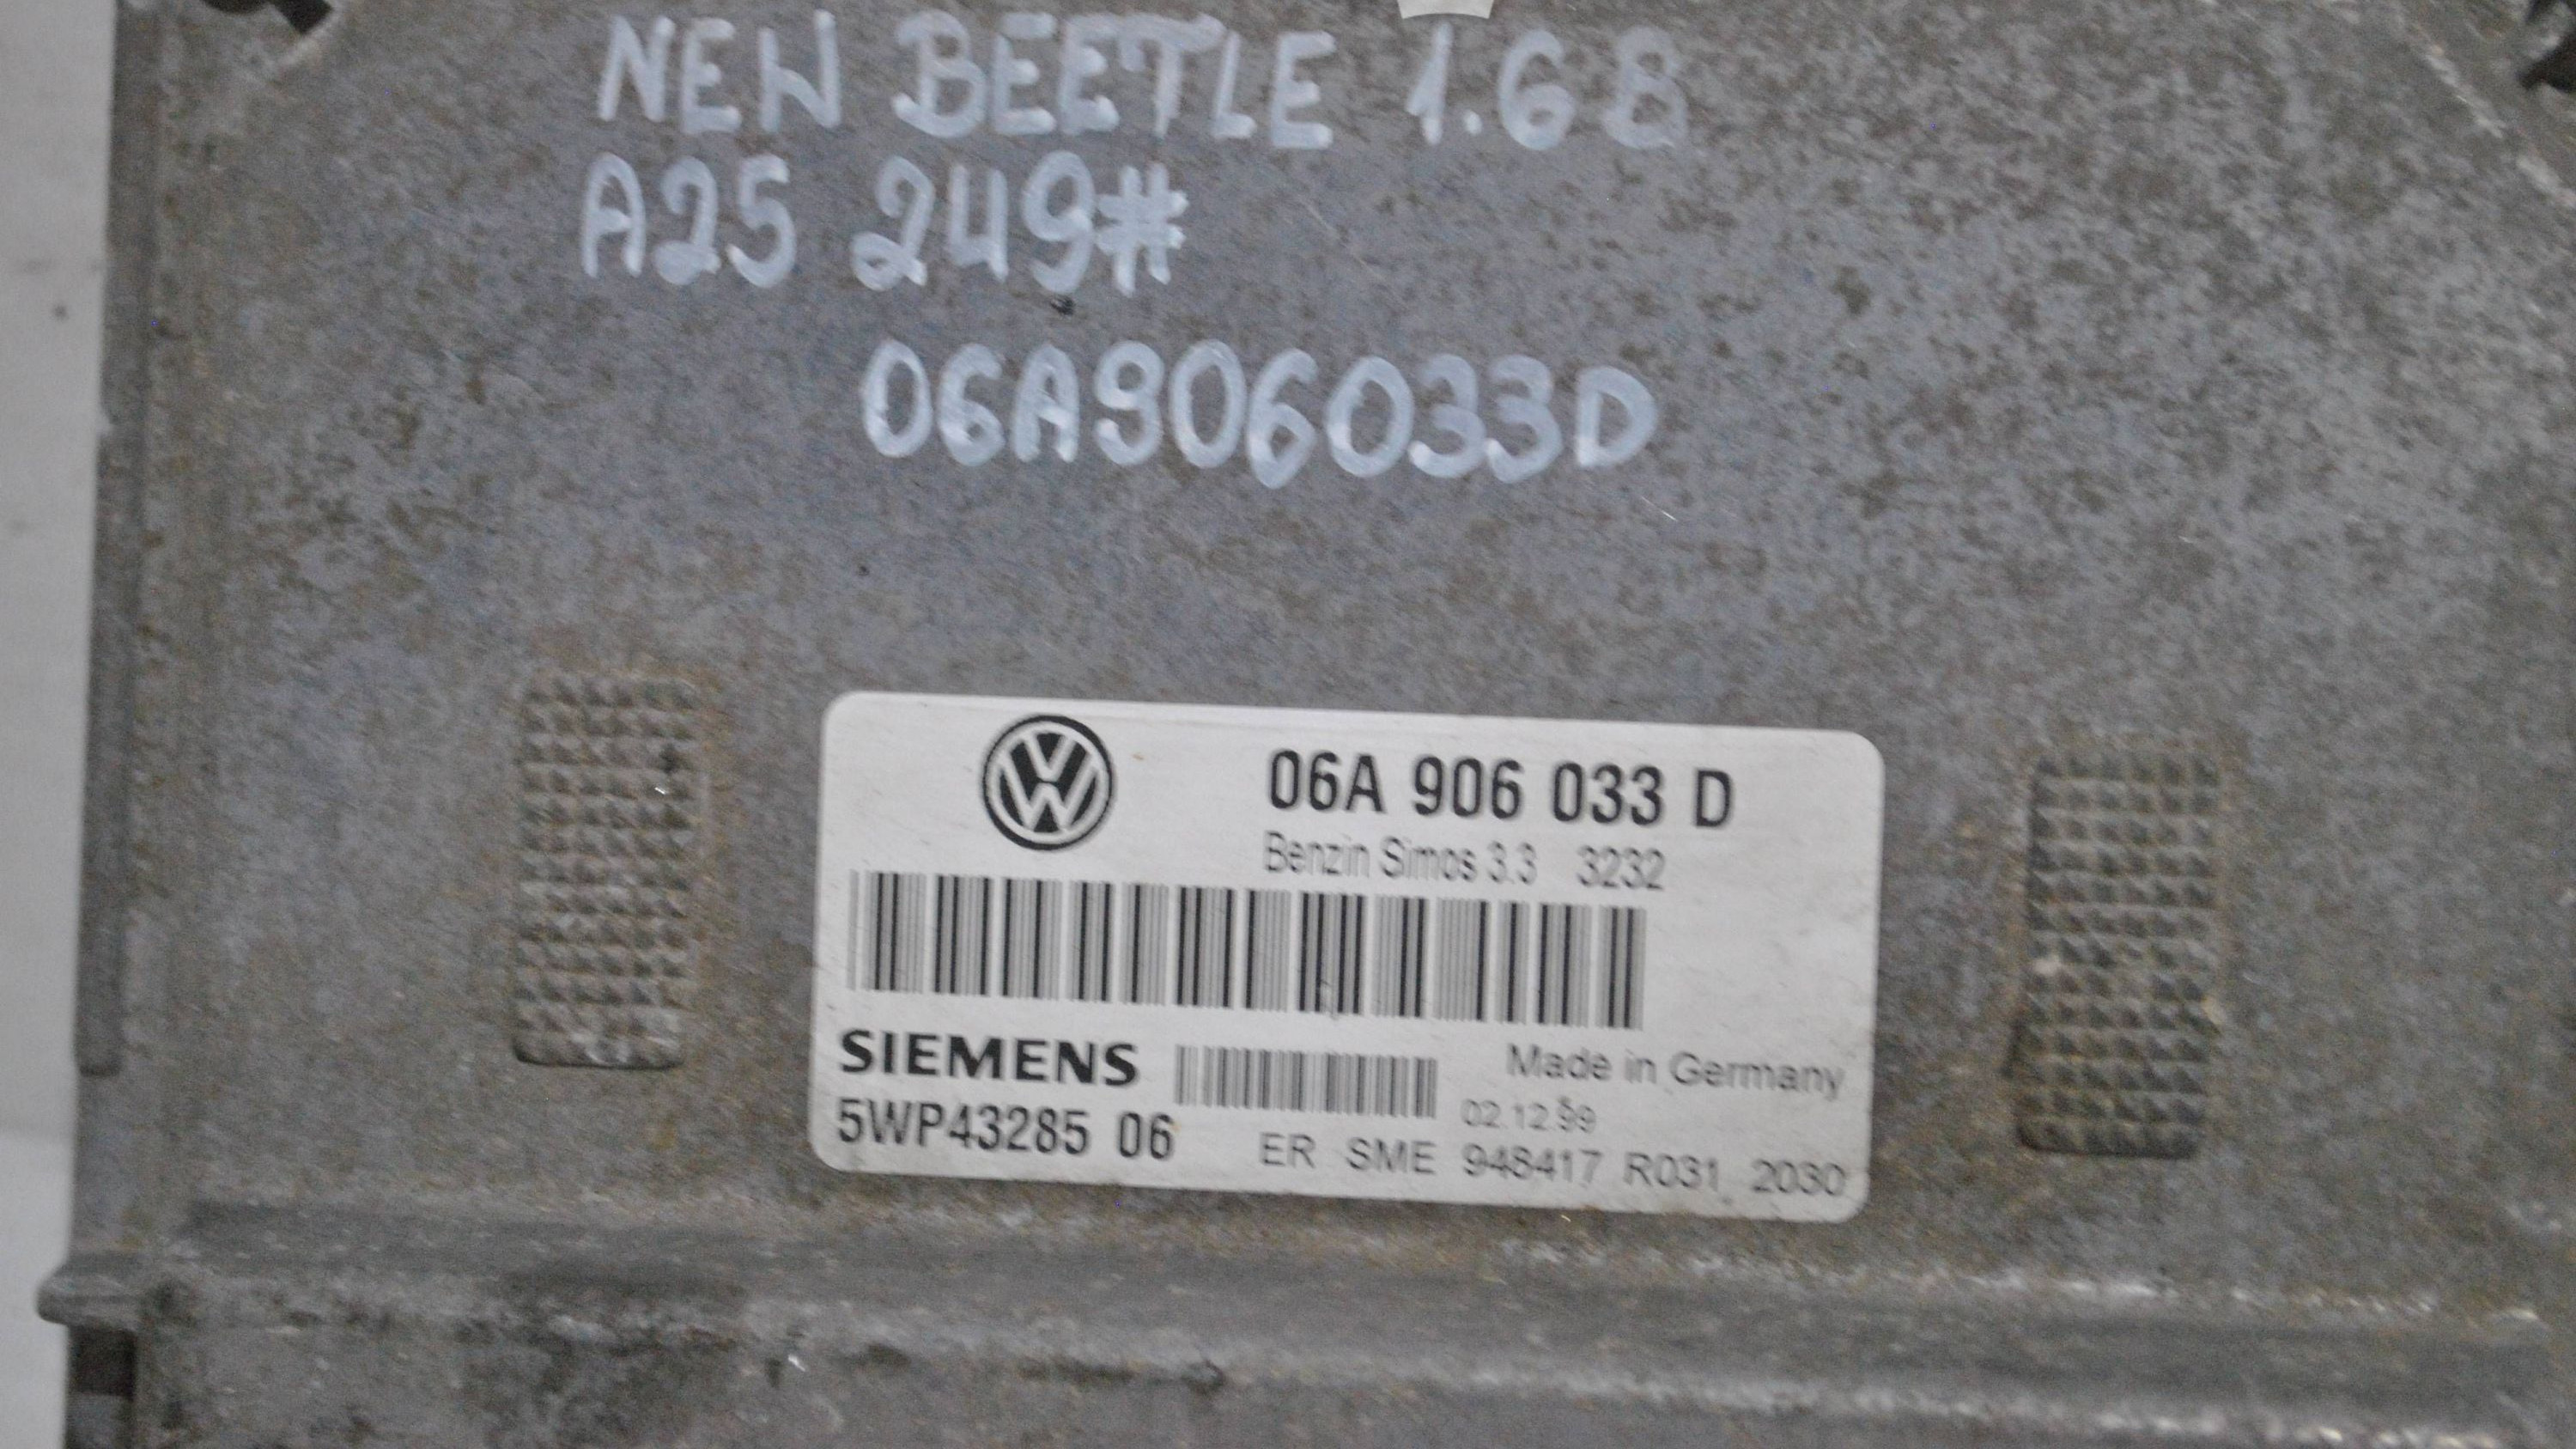 NEW BEETLE 1.6B
A25 249#
06A906033D
06A 906 033 D
Benzin Simos 3.3 3232
SIEMENS
Made in Germany
02.12.99
5WP43285 06
ER SME 948417 R031 2030